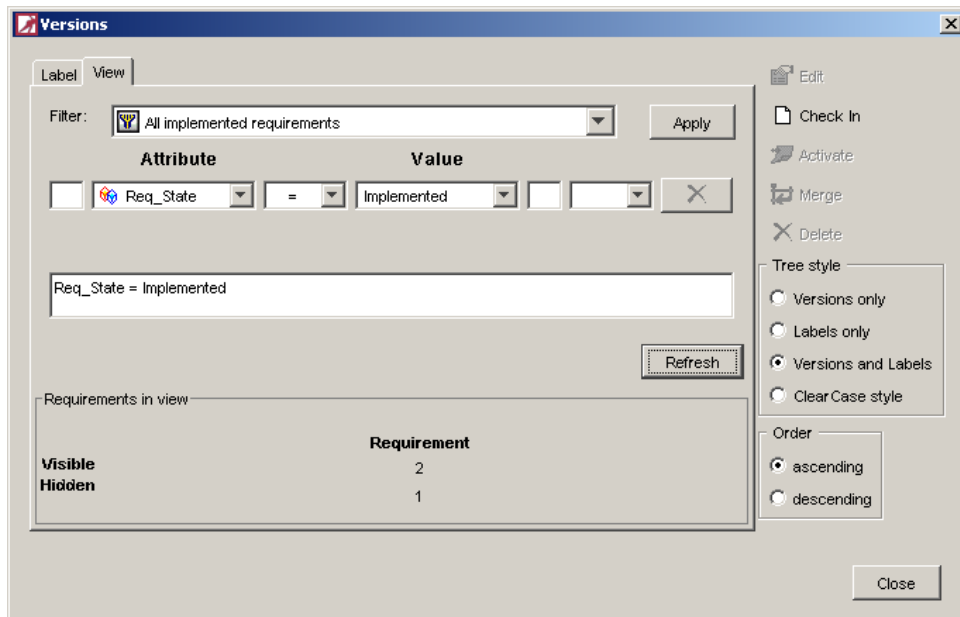 Versions
Label View
Filter: All implemented requirements Apply
Attribute Value
Req_State = Implemented
Req_State = Implemented
Refresh
Requirements in view
Requirement
Visible 2
Hidden 1
Edit
Check In
Activate
Merge
Delete
Tree style
Versions only
Labels only
Versions and Labels
ClearCase style
Order
ascending
descending
Close